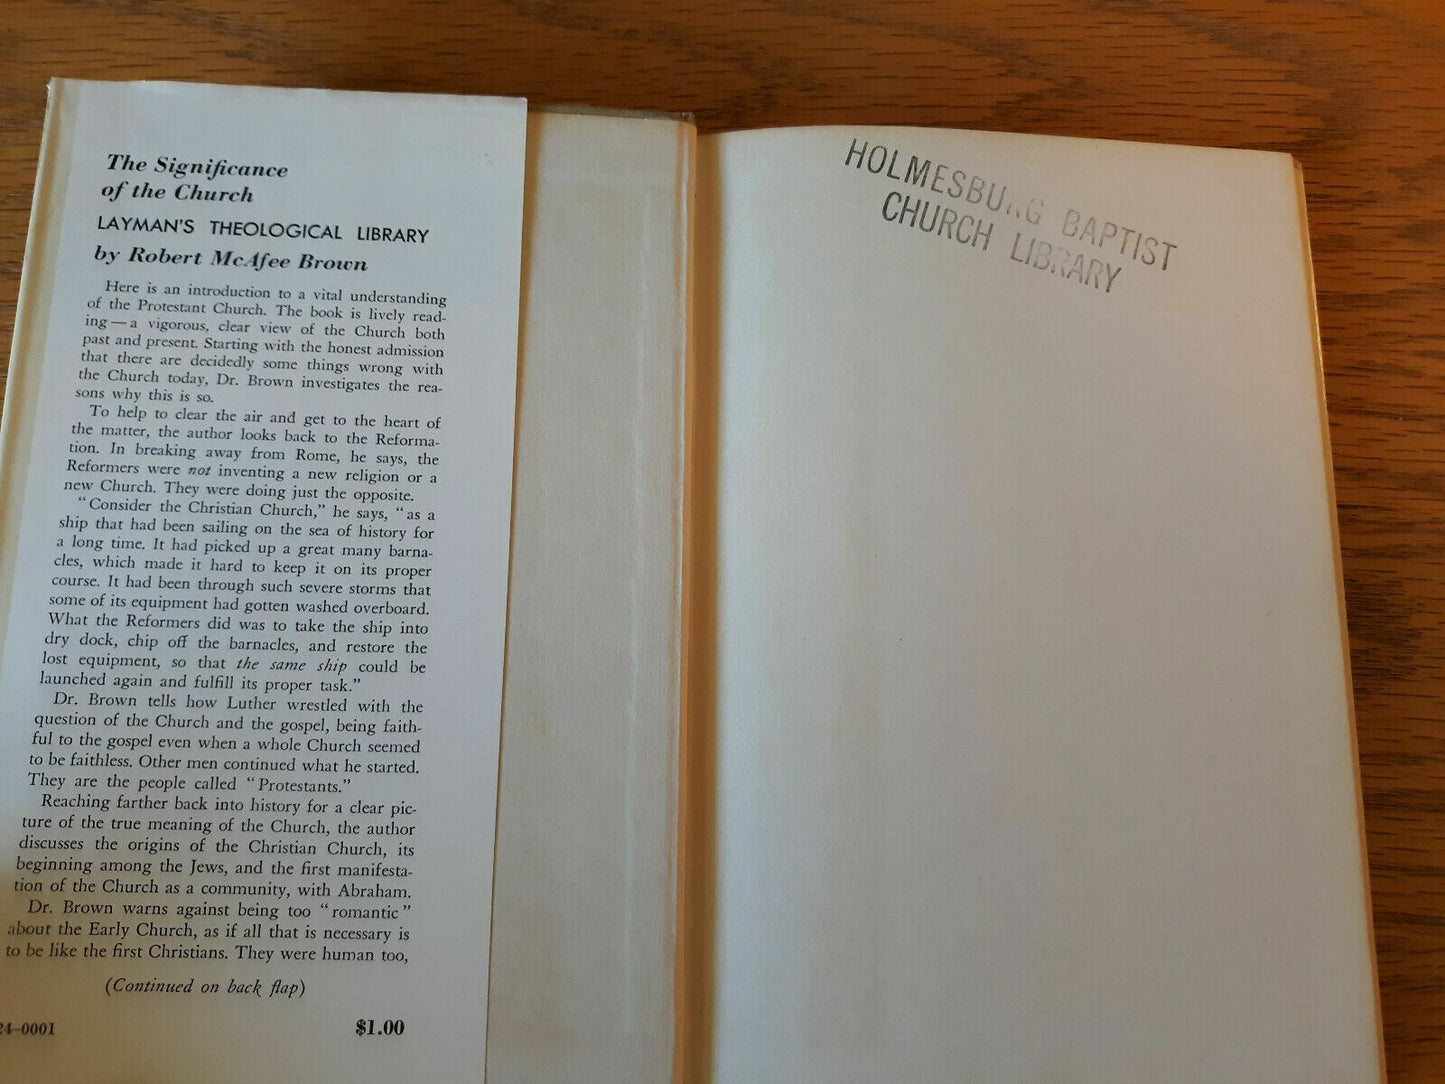 The Significance
of the Church
LAYMAN'S THEOLOGICAL LIBRARY
by Robert McAfee Brown
Here is an introduction to a vital understanding
of the Protestant Church. The book is lively read-
ing—a vigorous, clear view of the Church both
past and present. Starting with the honest admission
that there are decidedly some things wrong with
the Church today, Dr. Brown investigates the rea-
sons why this is so.
To help to clear the air and get to the heart of
the matter, the author looks back to the Reforma-
tion. In breaking away from Rome, he says, the
Reformers were not inventing a new religion or a
new Church. They were doing just the opposite.
"Consider the Christian Church," he says, "as a
ship that had been sailing on the sea of history for
a long time. It had picked up a great many barna-
cles, which made it hard to keep it on its proper
course. It had been through such severe storms that
some of its equipment had gotten washed overboard.
What the Reformers did was to take the ship into
dry dock, chip off the barnacles, and restore the
lost equipment, so that the same ship could be
launched again and fulfill its proper task."
Dr. Brown tells how Luther wrestled with the
question of the Church and the gospel, being faith-
ful to the gospel even when a whole Church seemed
to be faithless. Other men continued what he started.
They are the people called "Protestants."
Reaching farther back into history for a clear pic-
ture of the true meaning of the Church, the author
discusses the origins of the Christian Church, its
beginning among the Jews, and the first manifesta-
tion of the Church as a community, with Abraham.
Dr. Brown warns against being too "romantic"
about the Early Church, as if all that is necessary is
to be like the first Christians. They were human too,
(Continued on back flap)
24-0001 $1.00
HOLMESBURG BAPTIST
CHURCH LIBRARY